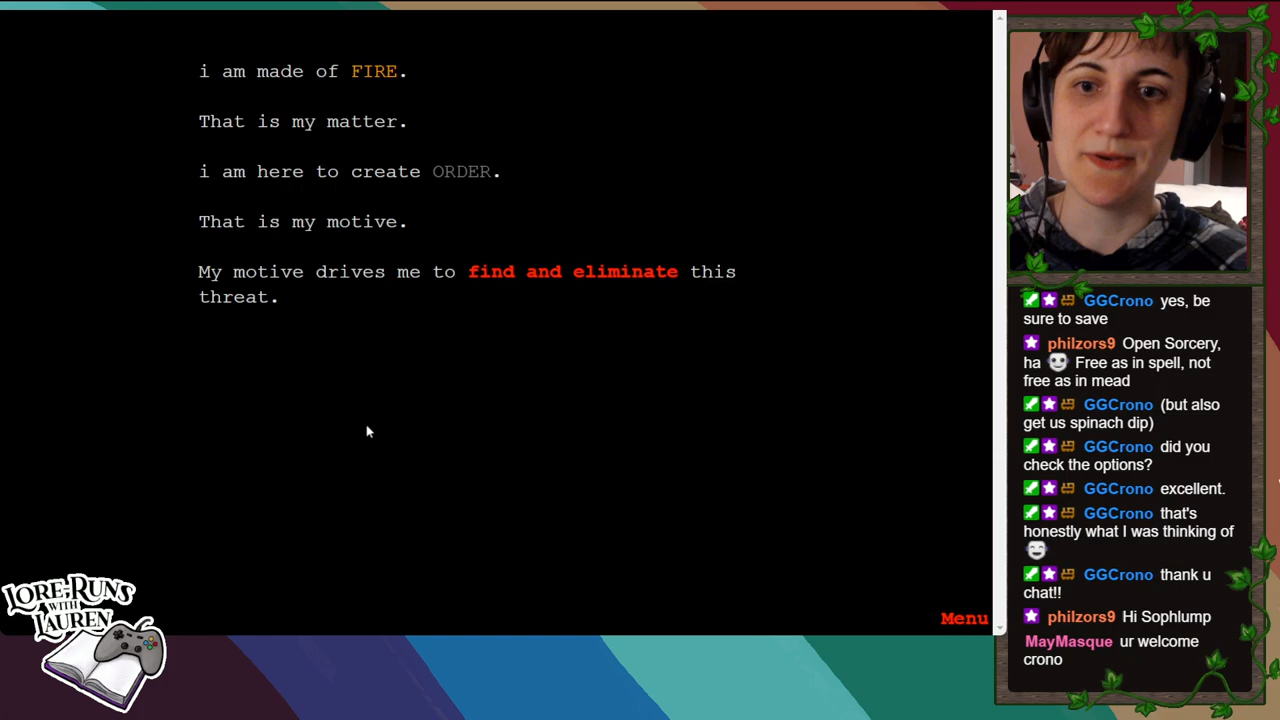 i am made of FIRE.
That is my matter.
i am here to create ORDER.
That is my motive.
My motive drives me to find and eliminate this
threat.
Menu
LORE-RUNS
WITH
LAUREN
GGCrono yes, be
sure to save
philzors9 Open Sorcery,
ha Free as in spell, not
free as in mead
GGCrono (but also
get us spinach dip)
GGCrono did you
check the options?
GGCrono excellent.
GGCrono that's
honestly what I was thinking of
GGCrono thank u
chat!!
philzors9 Hi Sophlump
MayMasque ur welcome
crono